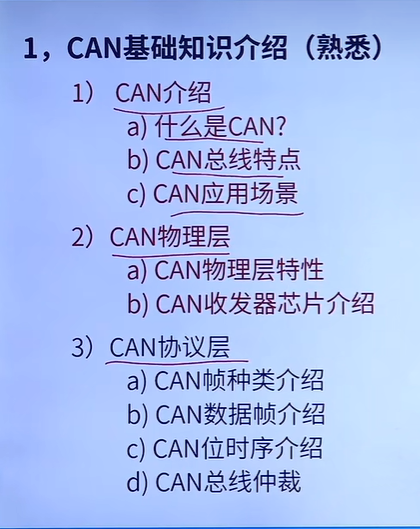 1，CAN基础知识介绍（熟悉）
1） CAN介绍
a) 什么是CAN?
b) CAN总线特点
c) CAN应用场景
2）CAN物理层
a) CAN物理层特性
b) CAN收发器芯片介绍
3）CAN协议层
a) CAN帧种类介绍
b) CAN数据帧介绍
c) CAN位时序介绍
d) CAN总线仲裁